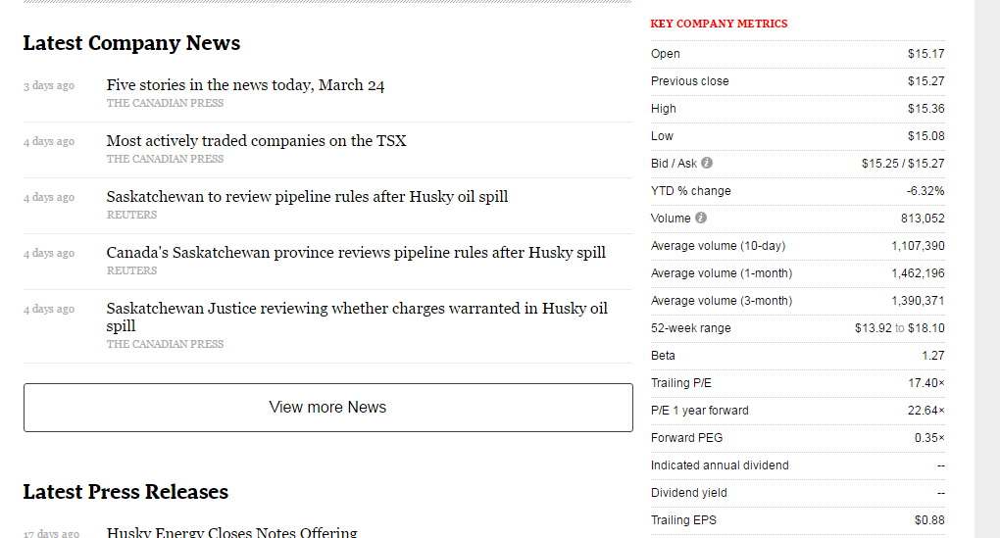 Latest Company News
3 days ago Five stories in the news today, March 24
THE CANADIAN PRESS
4 days ago Most actively traded companies on the TSX
THE CANADIAN PRESS
4 days ago Saskatchewan to review pipeline rules after Husky oil spill
REUTERS
4 days ago Canada's Saskatchewan province reviews pipeline rules after Husky spill
REUTERS
4 days ago Saskatchewan Justice reviewing whether charges warranted in Husky oil
spill
THE CANADIAN PRESS
View more News
Latest Press Releases
17 days ago Husky Energy Closes Notes Offering
KEY COMPANY METRICS
Open $15.17
Previous close $15.27
High $15.36
Low $15.08
Bid / Ask $15.25 / $15.27
YTD % change -6.32%
Volume 813,052
Average volume (10-day) 1,107,390
Average volume (1-month) 1,462,196
Average volume (3-month) 1,390,371
52-week range $13.92 to $18.10
Beta 1.27
Trailing P/E 17.40×
P/E 1 year forward 22.64×
Forward PEG 0.35×
Indicated annual dividend --
Dividend yield --
Trailing EPS $0.88